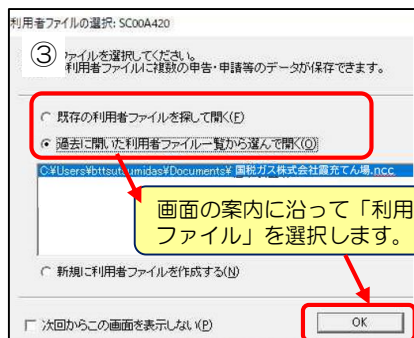 利用者ファイルの選択: SC00A420
③
ファイルを選択してください。
利用者ファイルに複数の申告・申請等のデータが保存できます。
既存の利用者ファイルを探して開く(E)
過去に開いた利用者ファイル一覧から選んで開く(O)
C:¥Users¥bttsutsumidas¥Documents¥ 国税ガス株式会社霞充てん場.ncc
画面の案内に沿って「利用
ファイル」を選択します。
新規に利用者ファイルを作成する(N)
次回からこの画面を表示しない(P)
OK